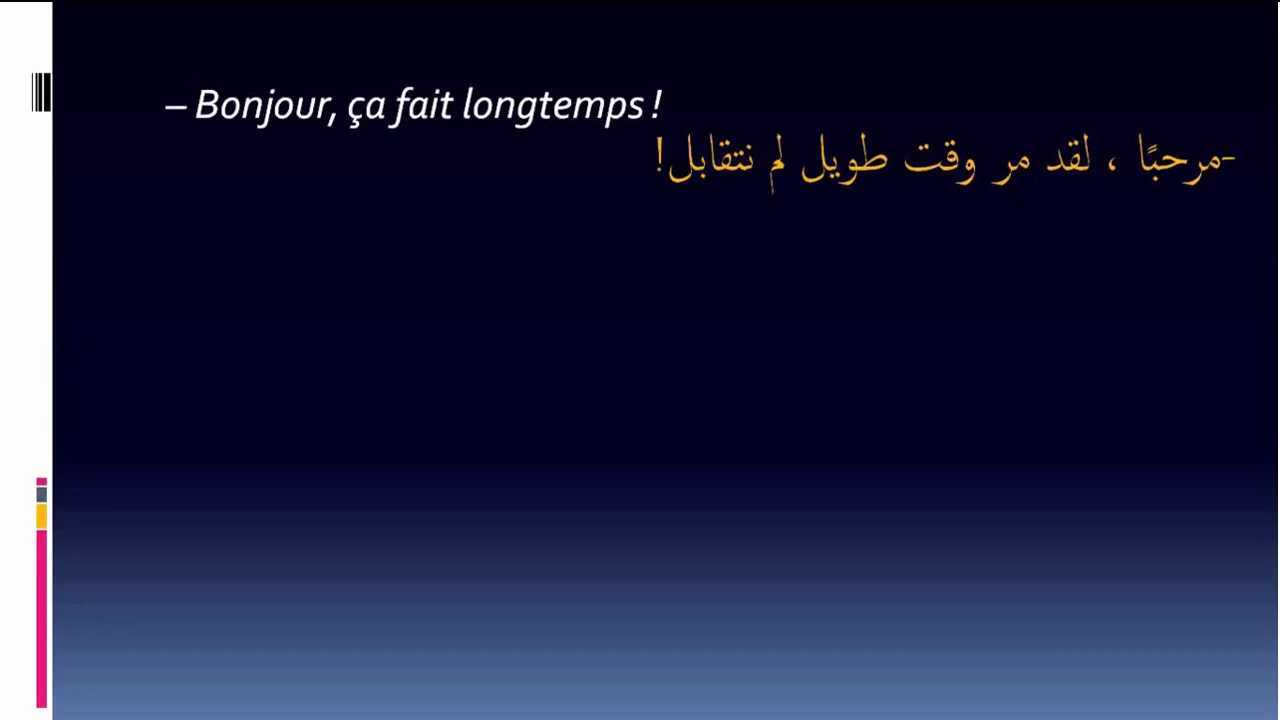 – Bonjour, ça fait longtemps !
-مرحبًا ، لقد مر وقت طويل لم نتقابل!